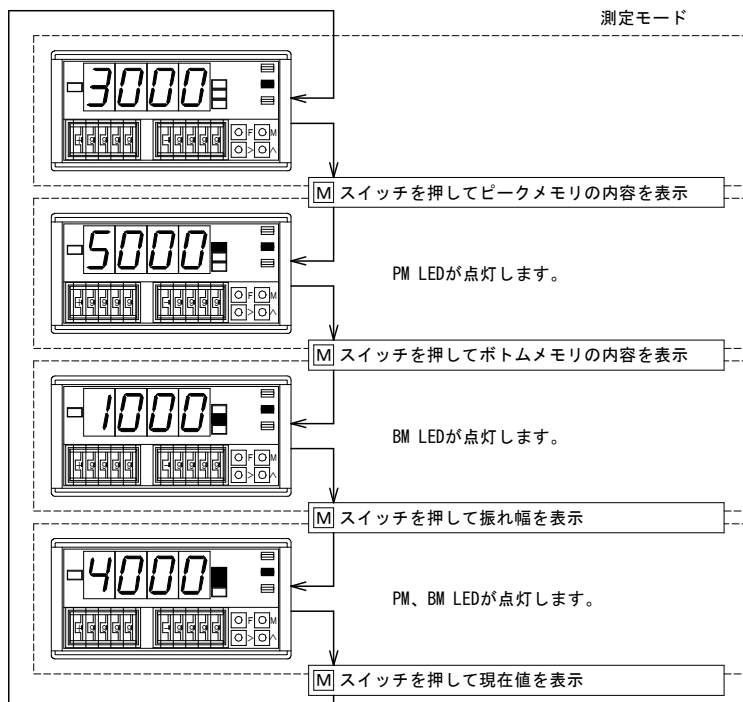 測定モード
3000
F M
> ∧
M スイッチを押してピークメモリの内容を表示
5000
PM LEDが点灯します。
F M
> ∧
M スイッチを押してボトムメモリの内容を表示
1000
BM LEDが点灯します。
F M
> ∧
M スイッチを押して振れ幅を表示
4000
PM、BM LEDが点灯します。
F M
> ∧
M スイッチを押して現在値を表示